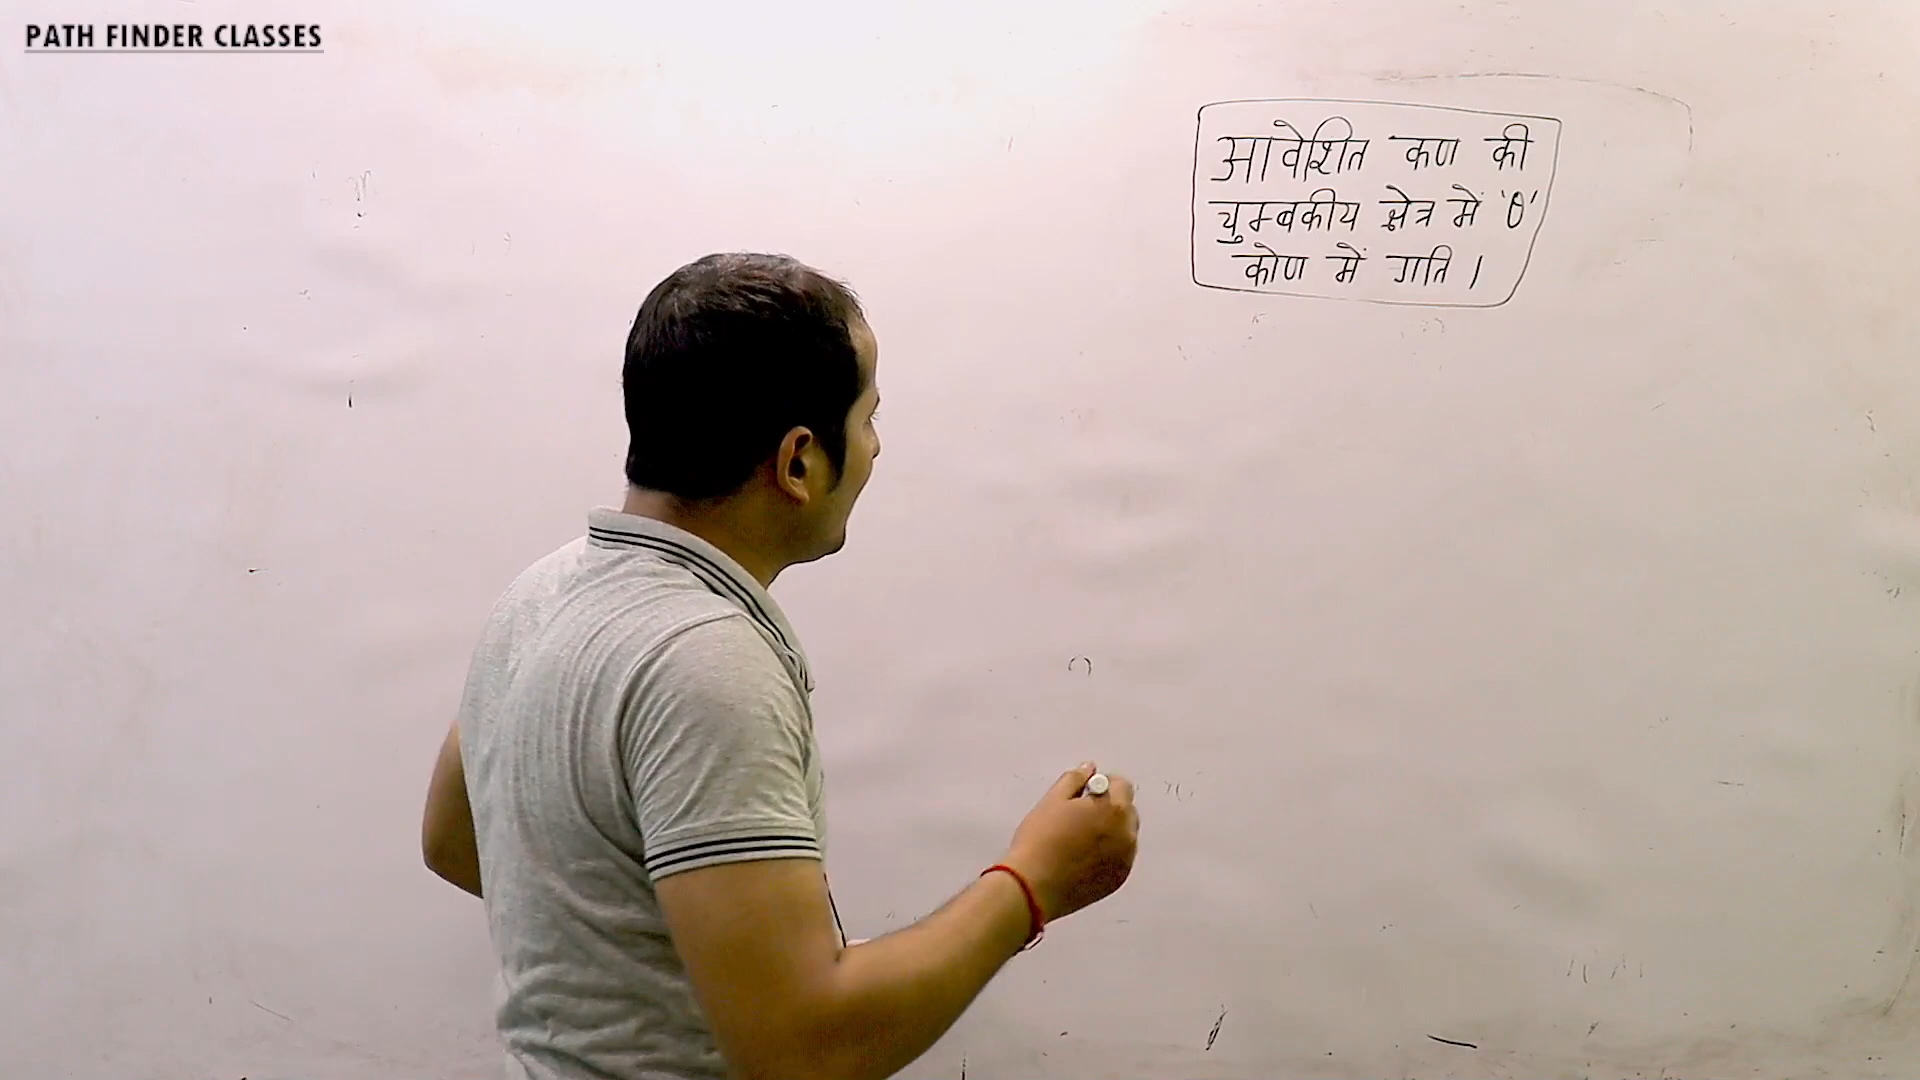 PATH FINDER CLASSES
आवेशित कण की
चुम्बकीय क्षेत्र में 'θ'
कोण में गति ।